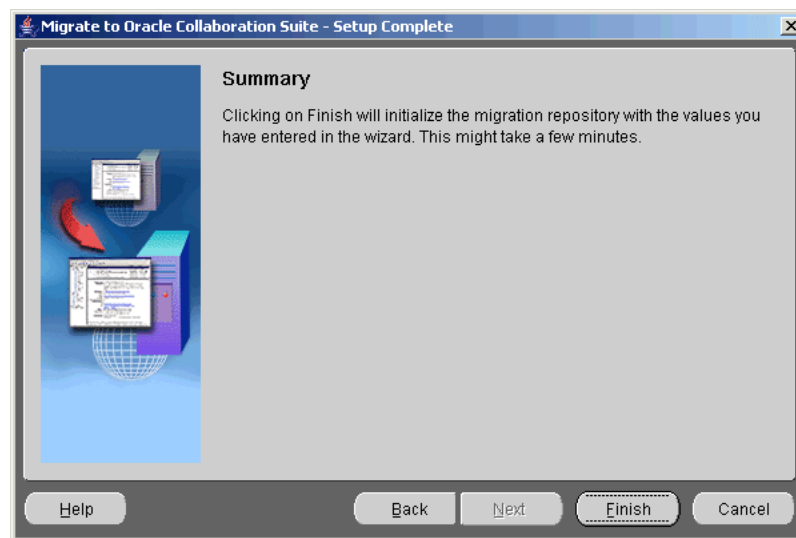 Migrate to Oracle Collaboration Suite - Setup Complete
Summary
Clicking on Finish will initialize the migration repository with the values you
have entered in the wizard. This might take a few minutes.
Help
Back
Next
Finish
Cancel